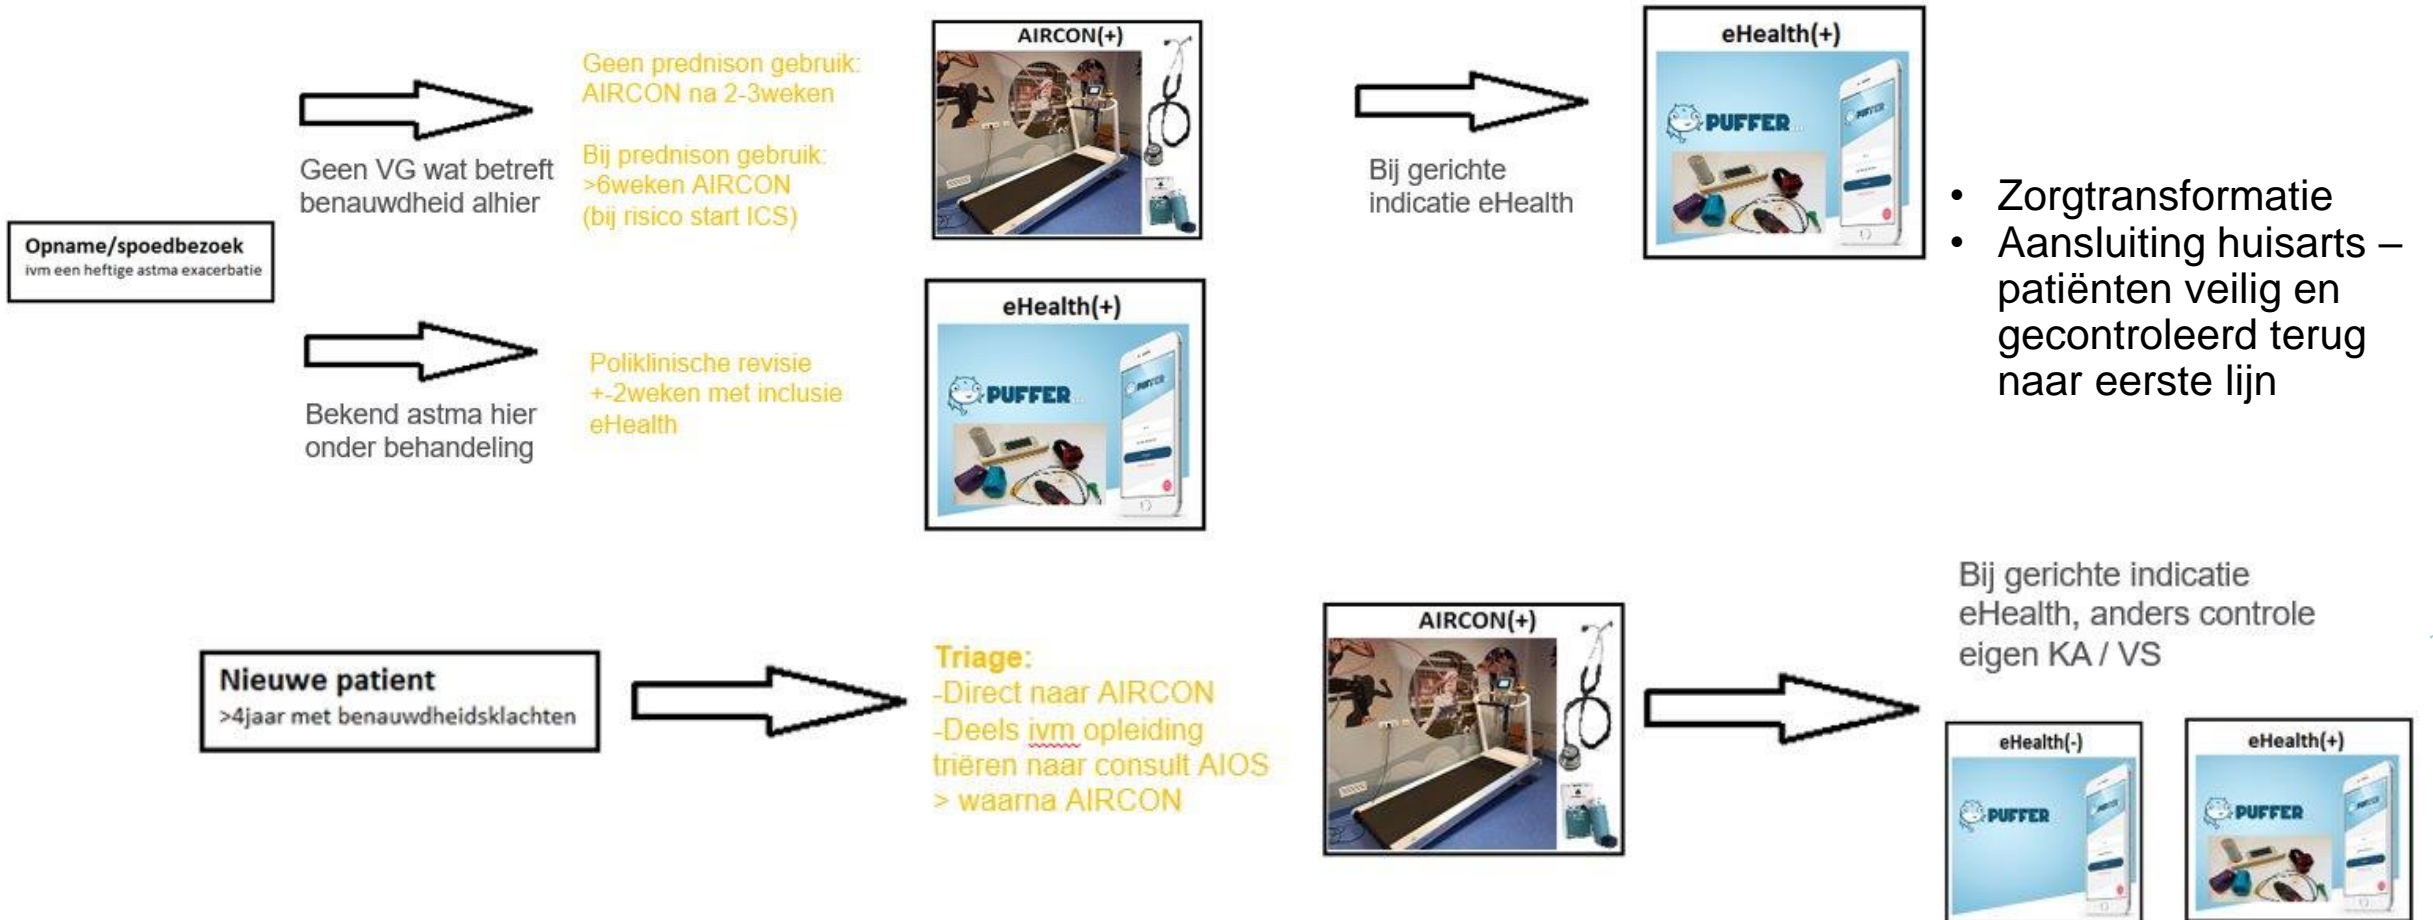 Opname/spoedbezoek
ivm een heftige astma exacerbatie
Geen VG wat betreft
benauwdheid alhier
Geen prednison gebruik:
AIRCON na 2-3weken
Bij prednison gebruik:
>6weken AIRCON
(bij risico start ICS)
AIRCON(+)
Bij gerichte
indicatie eHealth
eHealth(+)
PUFFER
PUFFER
• Zorgtransformatie
• Aansluiting huisarts –
patiënten veilig en
gecontroleerd terug
naar eerste lijn
Bekend astma hier
onder behandeling
Poliklinische revisie
+-2weken met inclusie
eHealth
eHealth(+)
PUFFER
PUFFER
Nieuwe patient
>4jaar met benauwdheidsklachten
Triage:
-Direct naar AIRCON
-Deels ivm opleiding
triëren naar consult AIOS
> waarna AIRCON
AIRCON(+)
Bij gerichte indicatie
eHealth, anders controle
eigen KA / VS
eHealth(-)
PUFFER
PUFFER
eHealth(+)
PUFFER
PUFFER